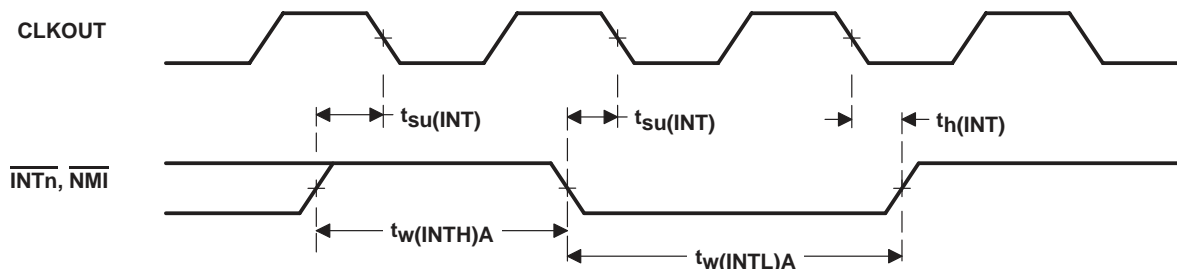 CLKOUT
tsu(INT) tsu(INT) th(INT)
INTn, NMI
tw(INTH)A
tw(INTL)A